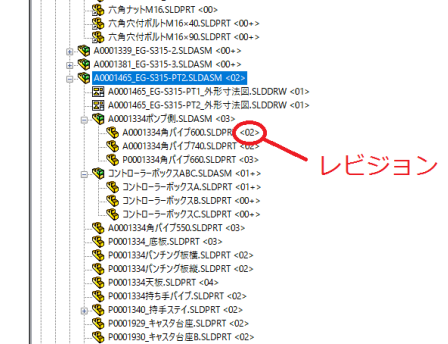 六角ナットM16.SLDPRT <00>
六角穴付ボルトM16×40.SLDPRT <00+>
六角穴付ボルトM16×90.SLDPRT <00+>
A0001339_EG-S315-2.SLDASM <00+>
A0001381_EG-S315-3.SLDASM <00+>
A0001465_EG-S315-PT2.SLDASM <02>
A0001465_EG-S315-PT1_外形寸法図.SLDDRW <01>
A0001465_EG-S315-PT2_外形寸法図.SLDDRW <01>
A0001334ポンプ側.SLDASM <03>
A0001334角パイプ600.SLDPRT <02>
A0001334角パイプ740.SLDPRT <02>
P0001334角パイプ660.SLDPRT <03>
レビジョン
コントローラーボックスABC.SLDASM <01+>
コントローラーボックスA.SLDPRT <01+>
コントローラーボックスB.SLDPRT <00+>
コントローラーボックスC.SLDPRT <00+>
A0001334角パイプ550.SLDPRT <03>
P0001334_底板.SLDPRT <03>
P0001334パンチング板横.SLDPRT <02>
P0001334パンチング板縦.SLDPRT <02>
P0001334天板.SLDPRT <04>
P0001334持ち手パイプ.SLDPRT <02>
P0001340_持手ステイ.SLDPRT <02>
P0001929_キャスタ台座.SLDPRT <02>
P0001930_キャスタ台座B.SLDPRT <02>